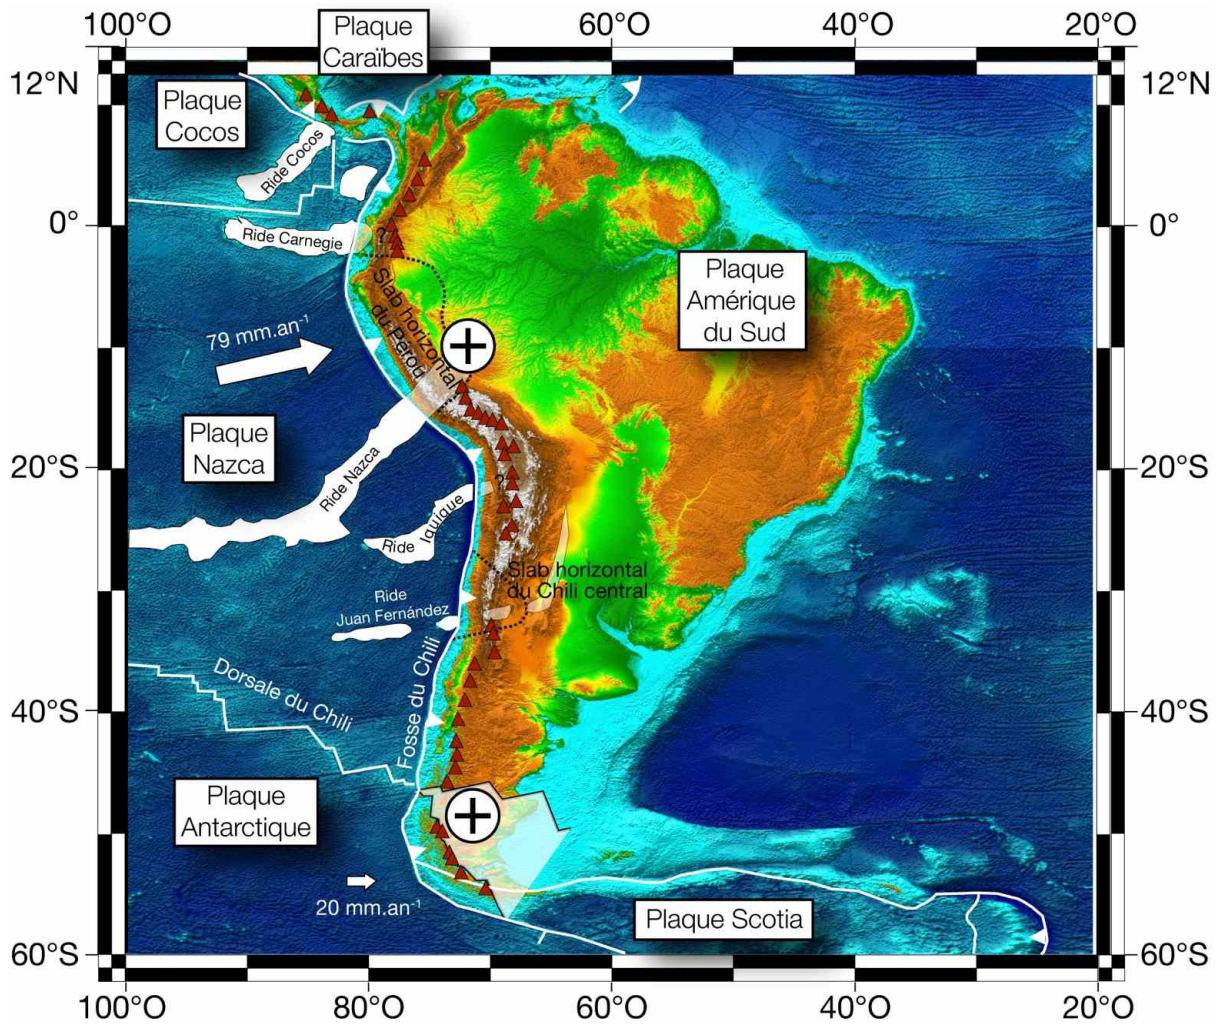 100°O
60°O
20°O
Plaque
Caraïbes
12°N
12°N
Plaque
Cocos
Ride Cocos
0°
0°
Ride Carnegie
?
Plaque
Amérique
du Sud
Slab horizontal
du Pérou
79 mm.an⁻¹
+
Plaque
Nazca
20°S
20°S
Ride Nazca
?
Ride Iquique
Slab horizontal
du Chili central
Ride
Juan Fernández
Dorsale du Chili
Fosse du Chili
40°S
40°S
Plaque
Antarctique
+
20 mm.an⁻¹
Plaque Scotia
60°S
60°S
100°O
80°O
60°O
40°O
20°O